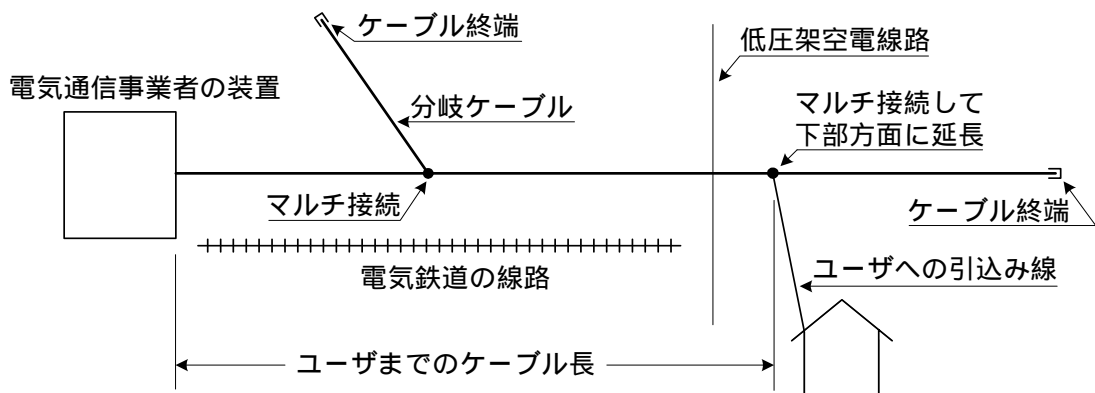 ケーブル終端
低圧架空電線路
電気通信事業者の装置
分岐ケーブル
マルチ接続して
下部方面に延長
マルチ接続
ケーブル終端
電気鉄道の線路
ユーザへの引込み線
ユーザまでのケーブル長